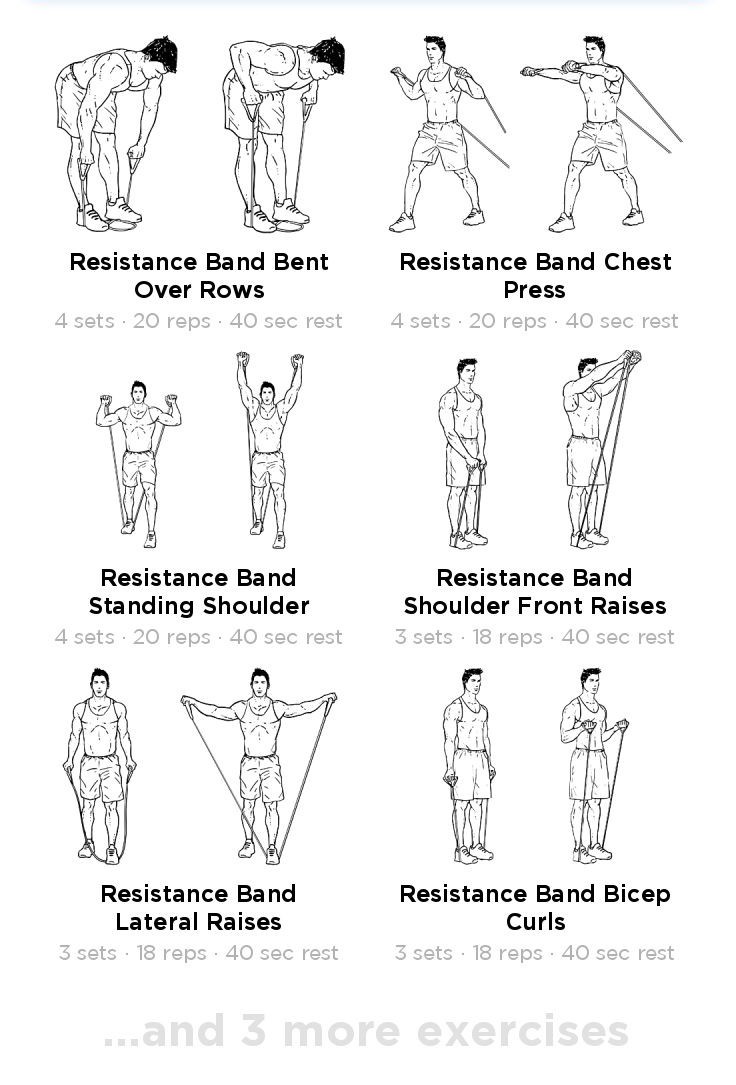 Resistance Band Bent
Over Rows
4 sets · 20 reps · 40 sec rest
Resistance Band Chest
Press
4 sets · 20 reps · 40 sec rest
Resistance Band
Standing Shoulder
4 sets · 20 reps · 40 sec rest
Resistance Band
Shoulder Front Raises
3 sets · 18 reps · 40 sec rest
Resistance Band
Lateral Raises
3 sets · 18 reps · 40 sec rest
Resistance Band Bicep
Curls
3 sets · 18 reps · 40 sec rest
...and 3 more exercises